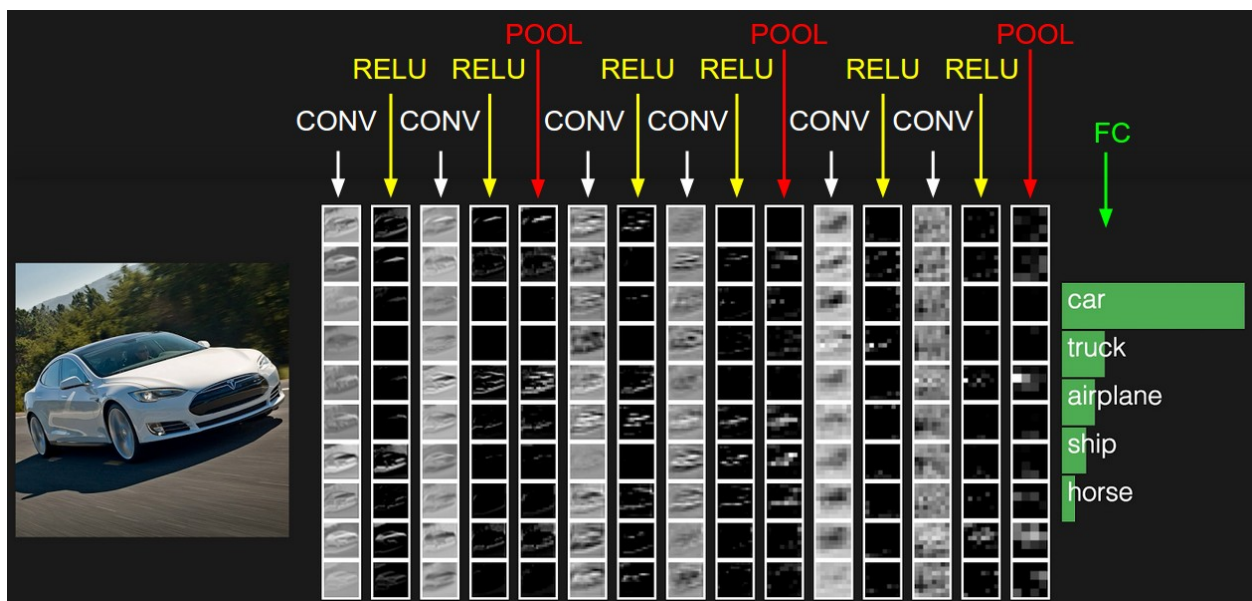 POOL POOL POOL
RELU RELU RELU RELU RELU RELU
CONV CONV CONV CONV CONV CONV
FC
car
truck
airplane
ship
horse